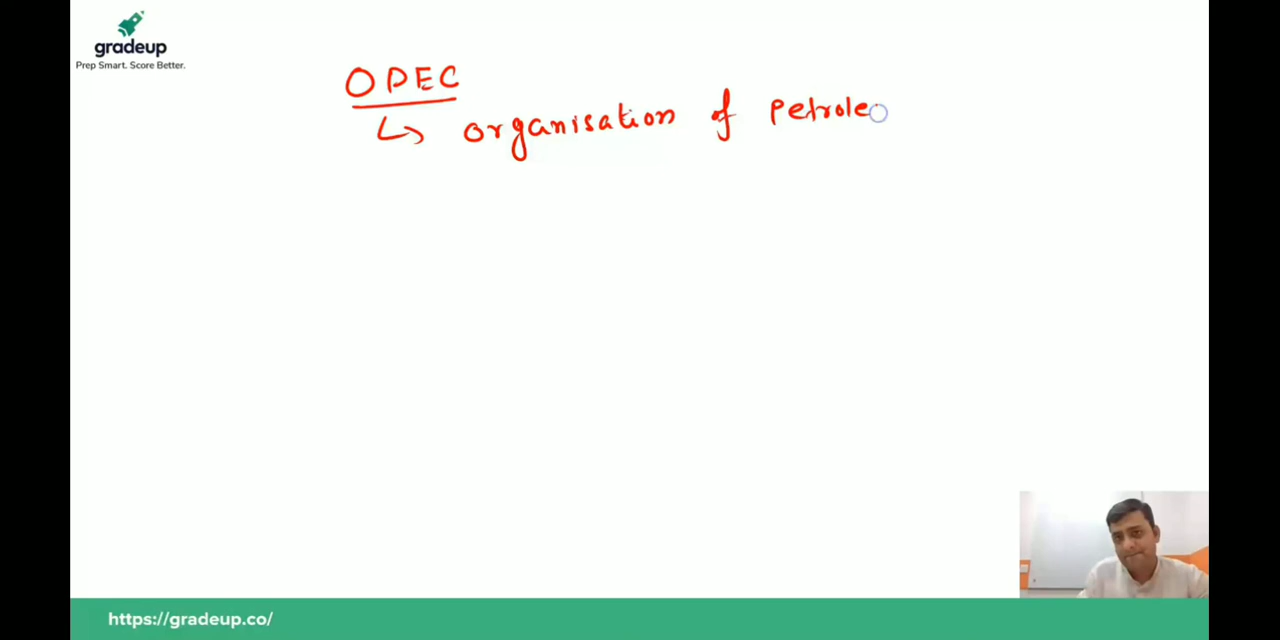 gradeup
Prep Smart. Score Better.
OPEC
↳ organisation of petrole
https://gradeup.co/